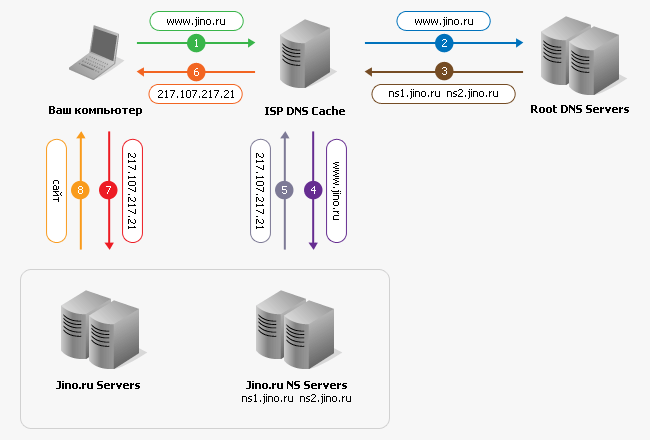 www.jino.ru
www.jino.ru
1
2
6
3
217.107.217.21
ns1.jino.ru ns2.jino.ru
Ваш компьютер
ISP DNS Cache
Root DNS Servers
сайт
8
7
217.107.217.21
217.107.217.21
5
4
www.jino.ru
Jino.ru Servers
Jino.ru NS Servers
ns1.jino.ru ns2.jino.ru